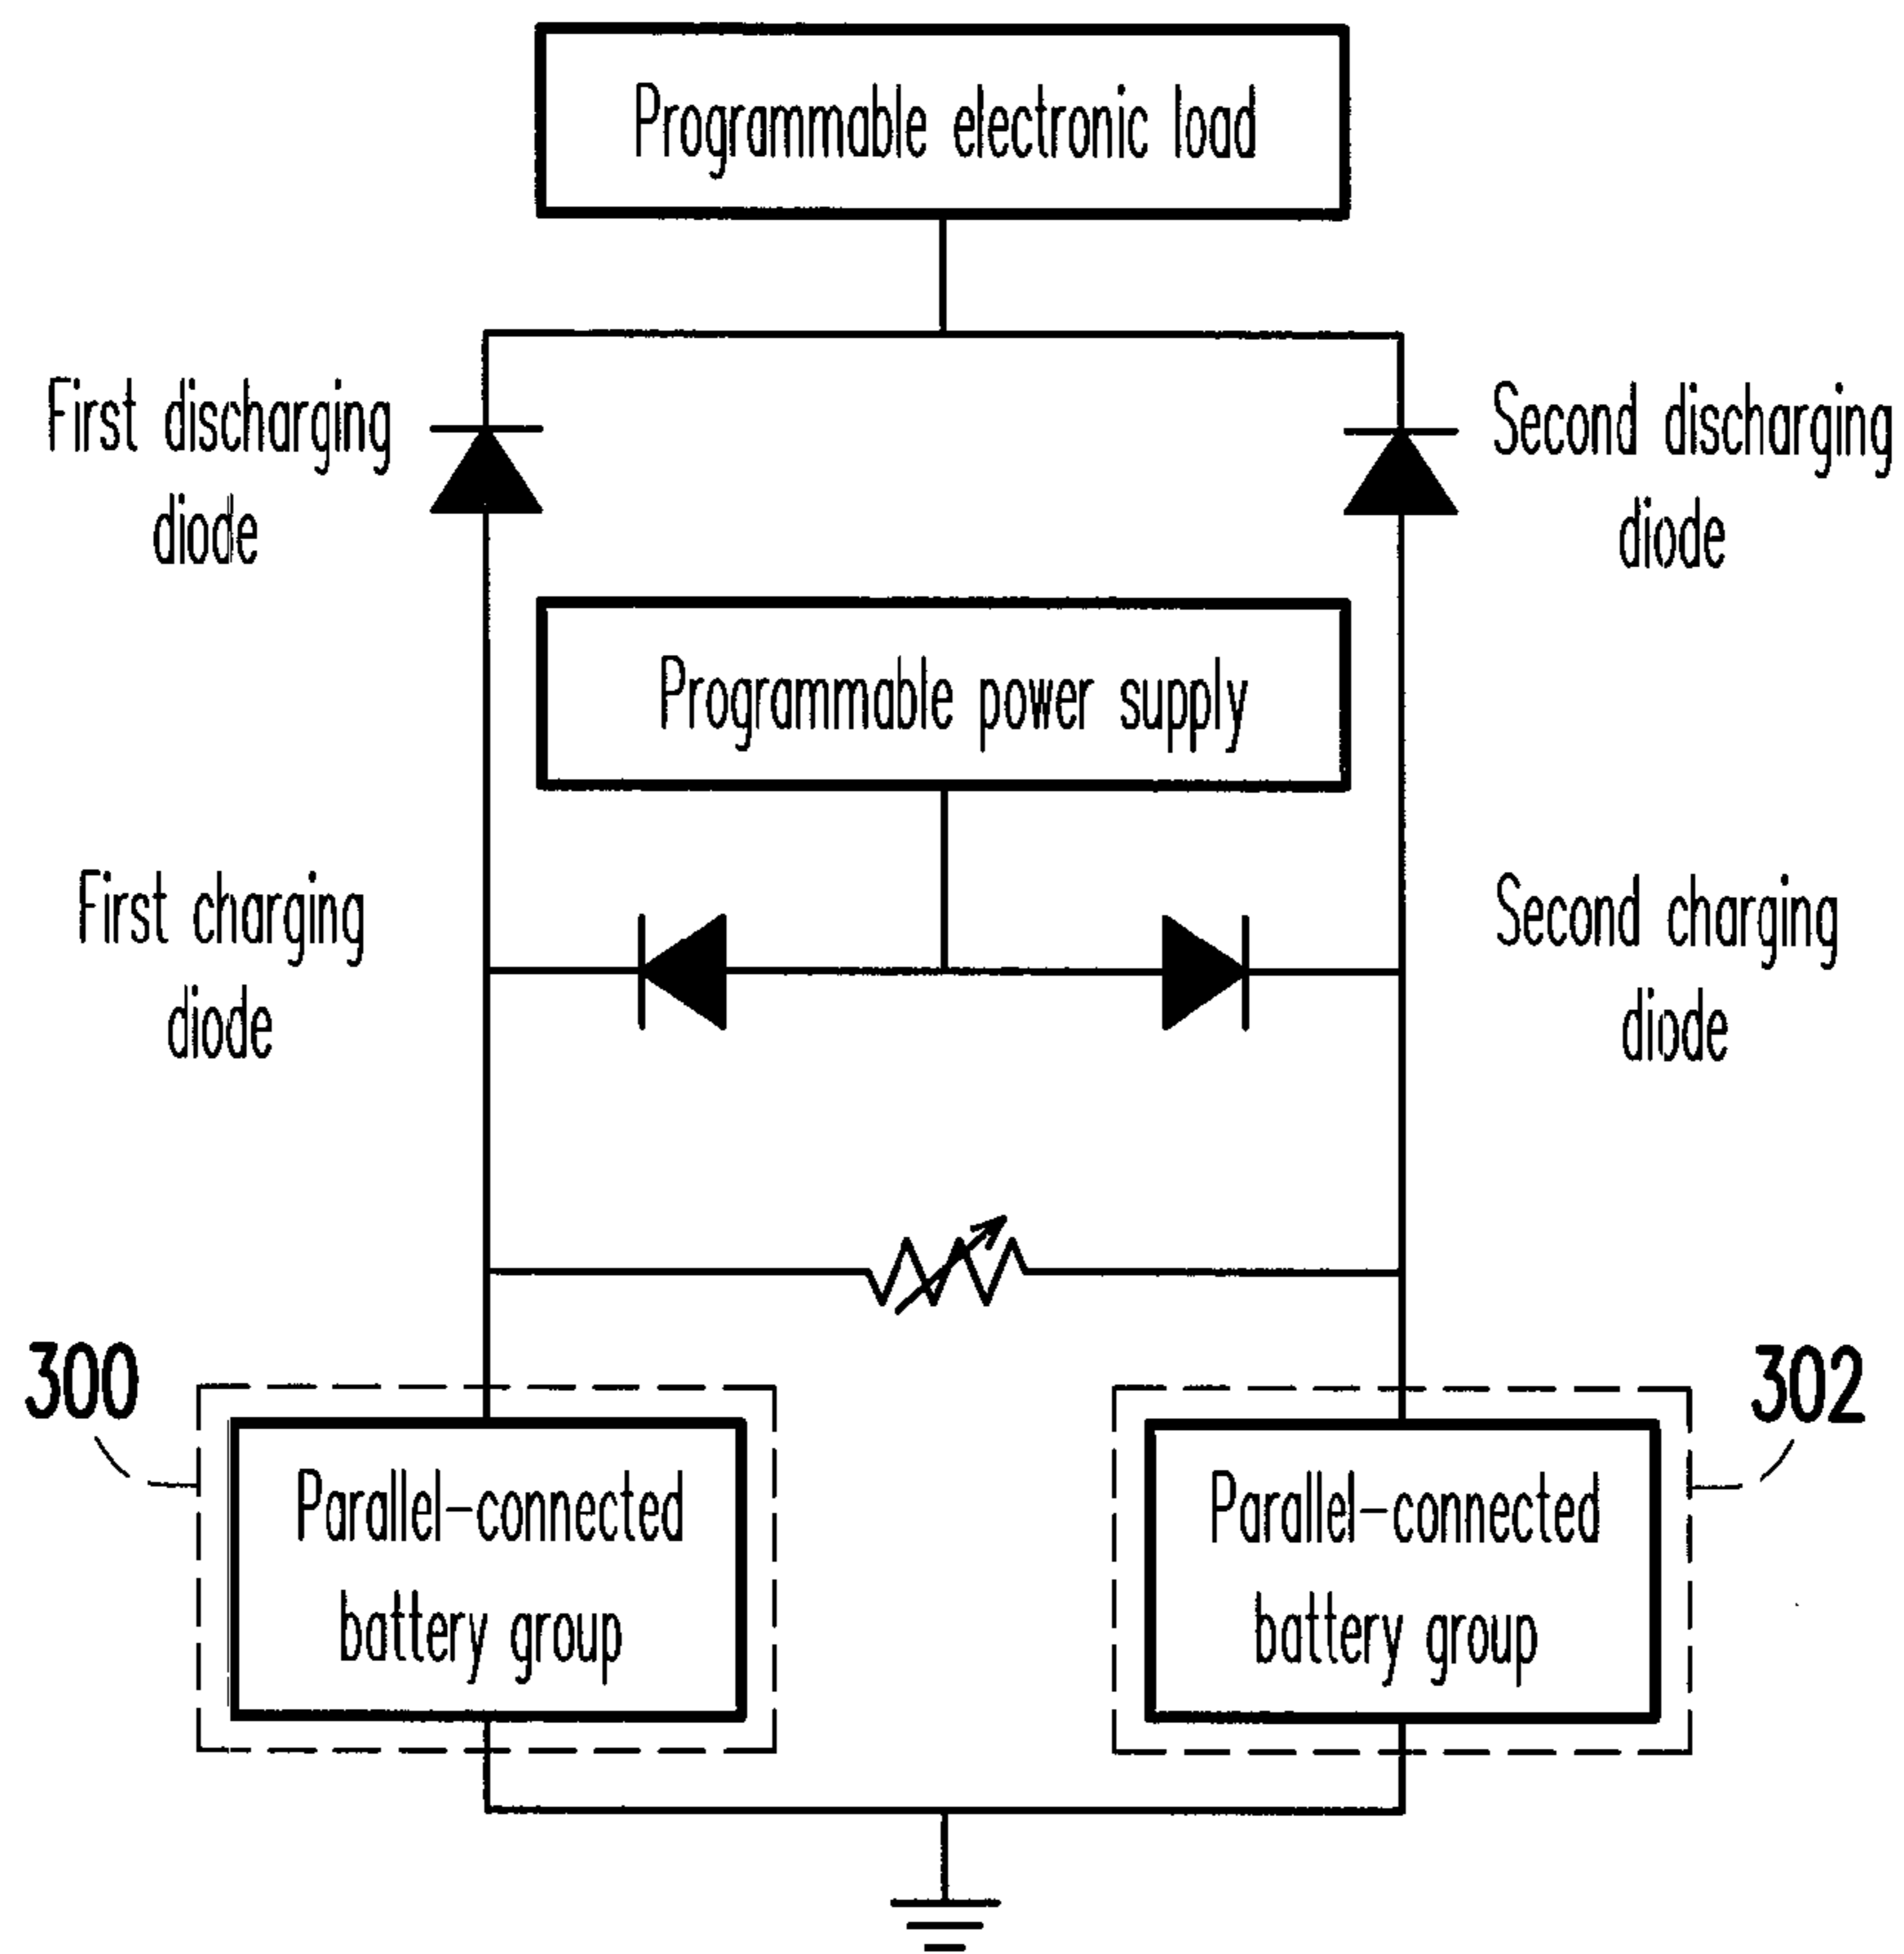 Programmable electronic load
First discharging
diode
Second discharging
diode
Programmable power supply
First charging
diode
Second charging
diode
300
302
Parallel-connected
battery group
Parallel-connected
battery group